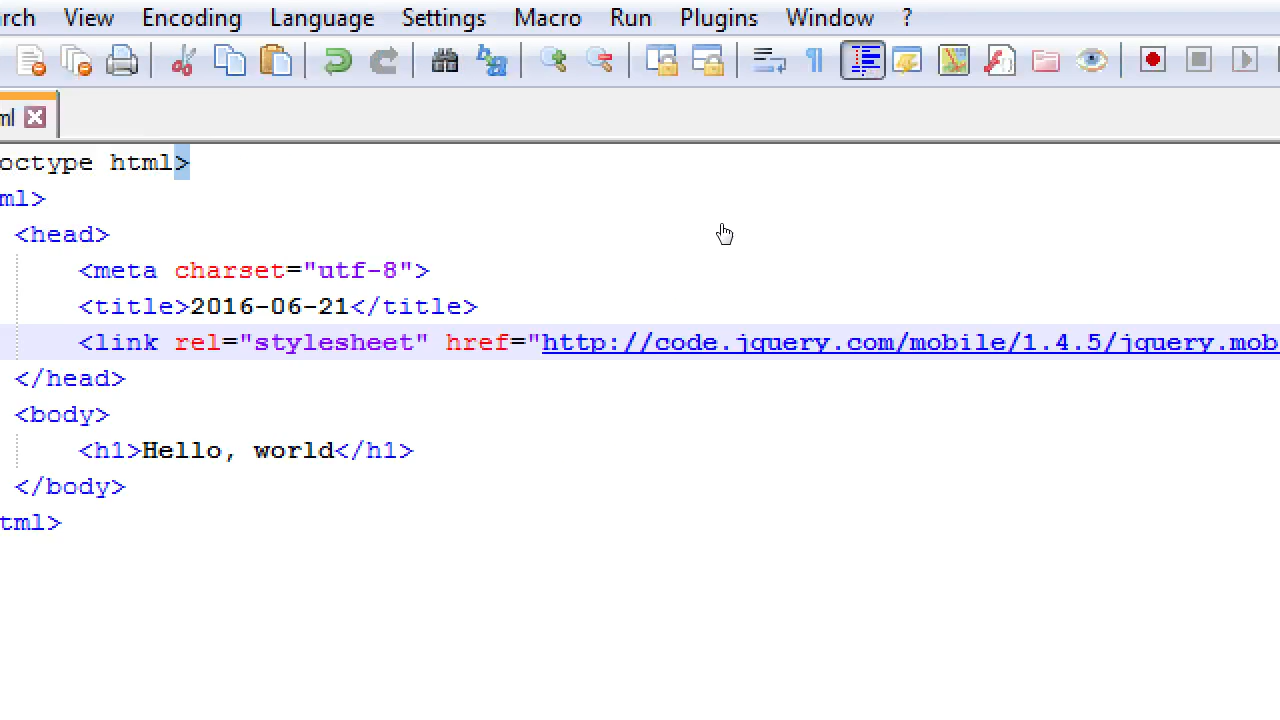 rch View Encoding Language Settings Macro Run Plugins Window ?
ml
octype html>
ml>
<head>
<meta charset="utf-8">
<title>2016-06-21</title>
<link rel="stylesheet" href="http://code.jquery.com/mobile/1.4.5/jquery.mob
</head>
<body>
<h1>Hello, world</h1>
</body>
tml>